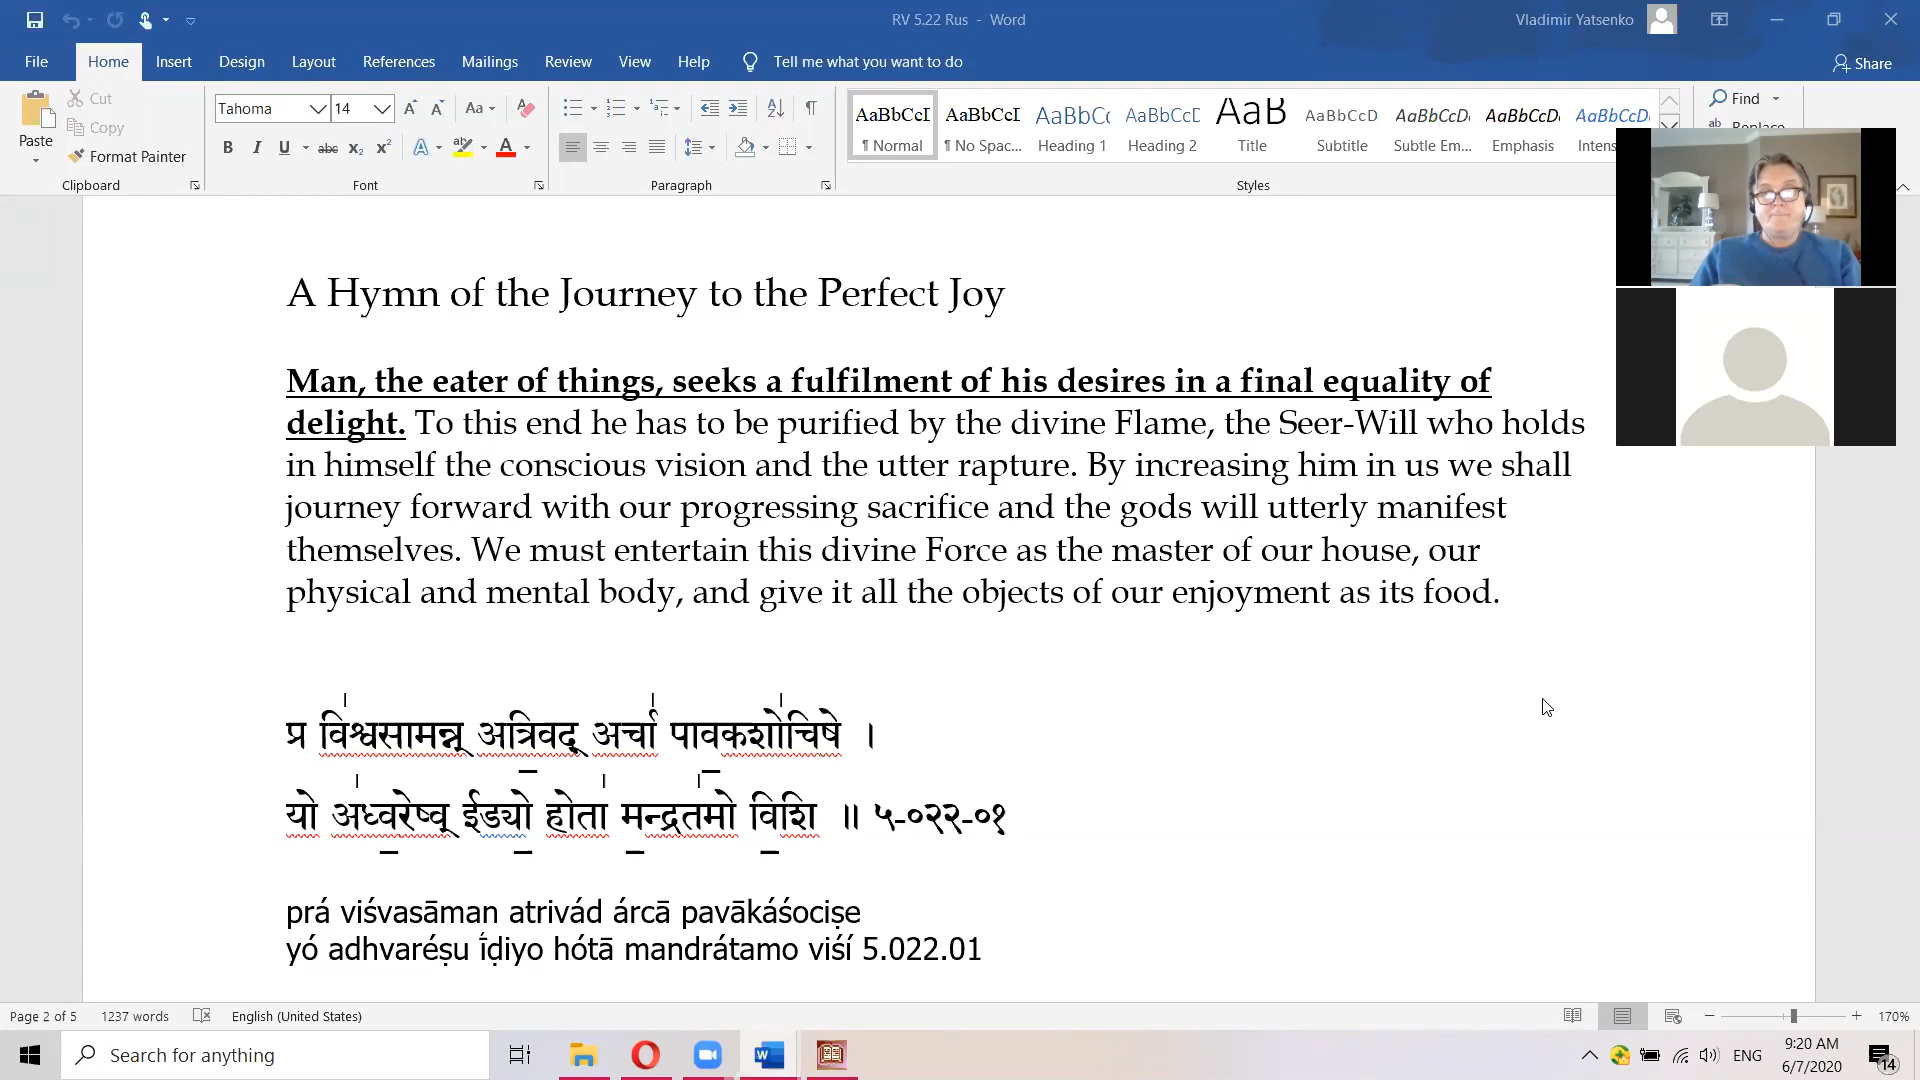 RV 5.22 Rus - Word
Vladimir Yatsenko
File Home Insert Design Layout References Mailings Review View Help Tell me what you want to do Share
Paste
Cut
Copy
Format Painter
Clipboard
Tahoma 14
Font
Paragraph
AaBbCcD AaBbCcI AaBbCc AaBbCcD AaB AaBbCcD AaBbCcD AaBbCcD AaBbCcD
¶ Normal ¶ No Spac... Heading 1 Heading 2 Title Subtitle Subtle Em... Emphasis Intens
Styles
Find
Replace
A Hymn of the Journey to the Perfect Joy
Man, the eater of things, seeks a fulfilment of his desires in a final equality of
delight. To this end he has to be purified by the divine Flame, the Seer-Will who holds
in himself the conscious vision and the utter rapture. By increasing him in us we shall
journey forward with our progressing sacrifice and the gods will utterly manifest
themselves. We must entertain this divine Force as the master of our house, our
physical and mental body, and give it all the objects of our enjoyment as its food.
प्र वि॑श्वसामन्न् अत्रि॒वद् अर्चा॑ पाव॒कशो॑चिषे ।
यो अ॑ध्व॒रेष्व् ईड्यो॒ होता॑ म॒न्द्रत॑मो वि॒शि ॥ ५-०२२-०१
prá viśvasāman atrivád árcā pavākáśociṣe
yó adhvaréṣu ī́ḍiyo hótā mandrátamo viśí 5.022.01
Page 2 of 5 1237 words English (United States) 170%
Search for anything
ENG
9:20 AM
6/7/2020
14